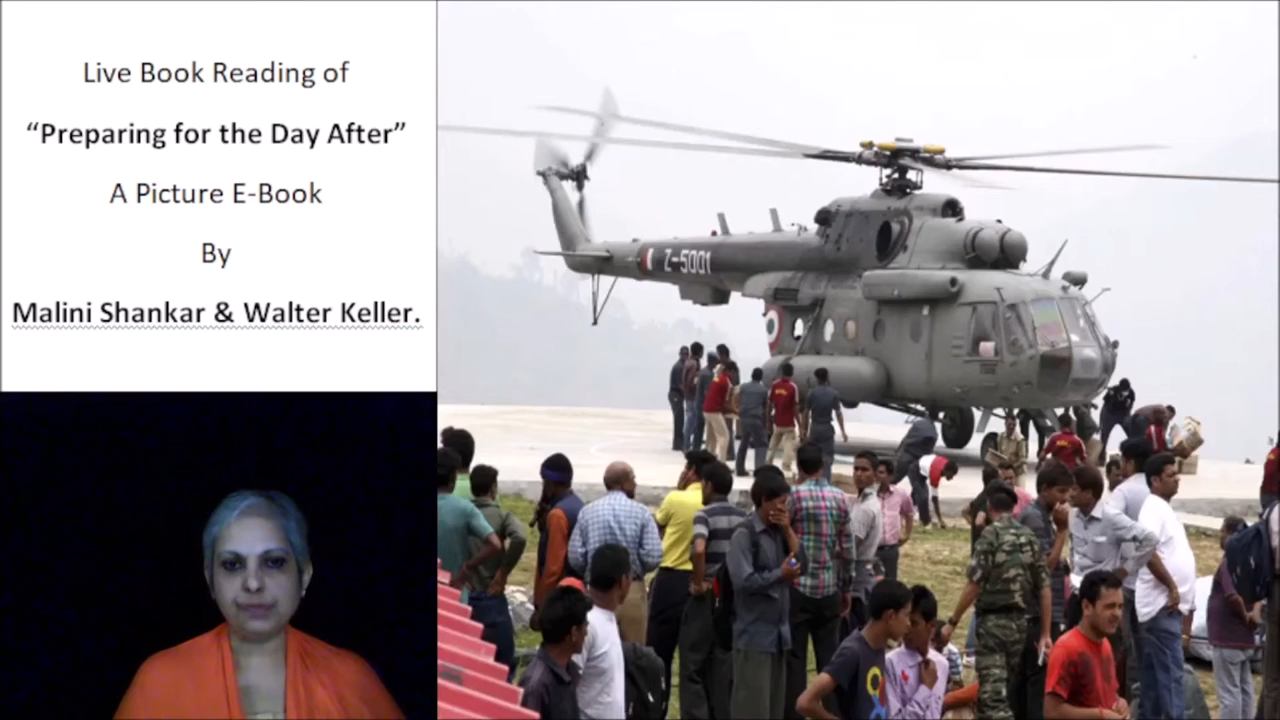 Live Book Reading of
“Preparing for the Day After”
A Picture E-Book
By
Malini Shankar & Walter Keller.
Z-5001